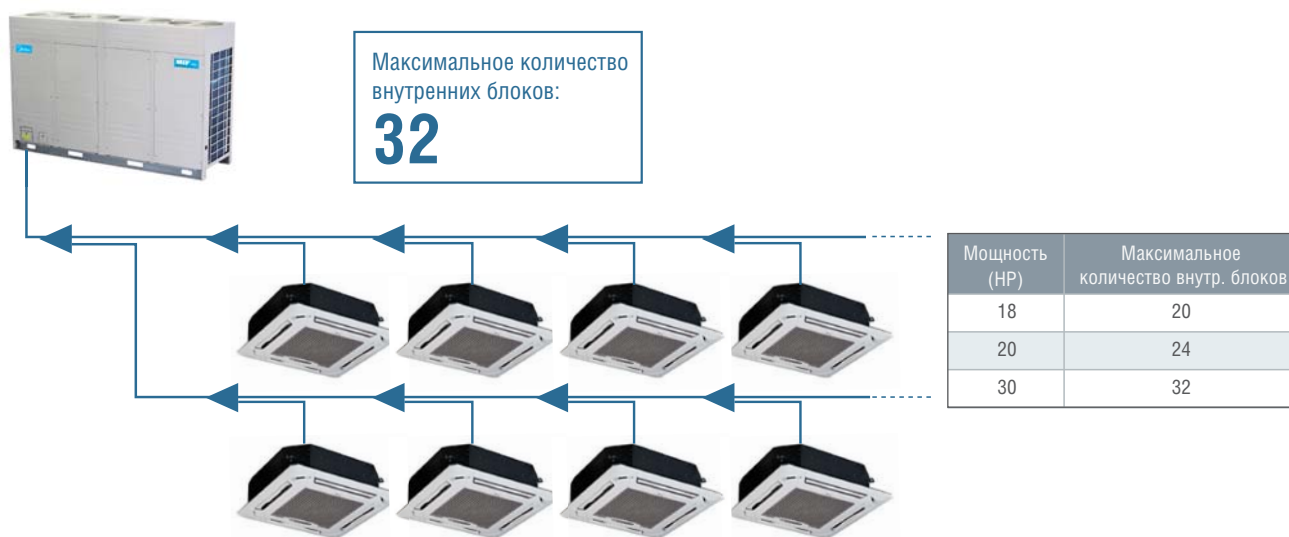 Максимальное количество
внутренних блоков:
32
Мощность
(HP)
Максимальное
количество внутр. блоков
18
20
20
24
30
32